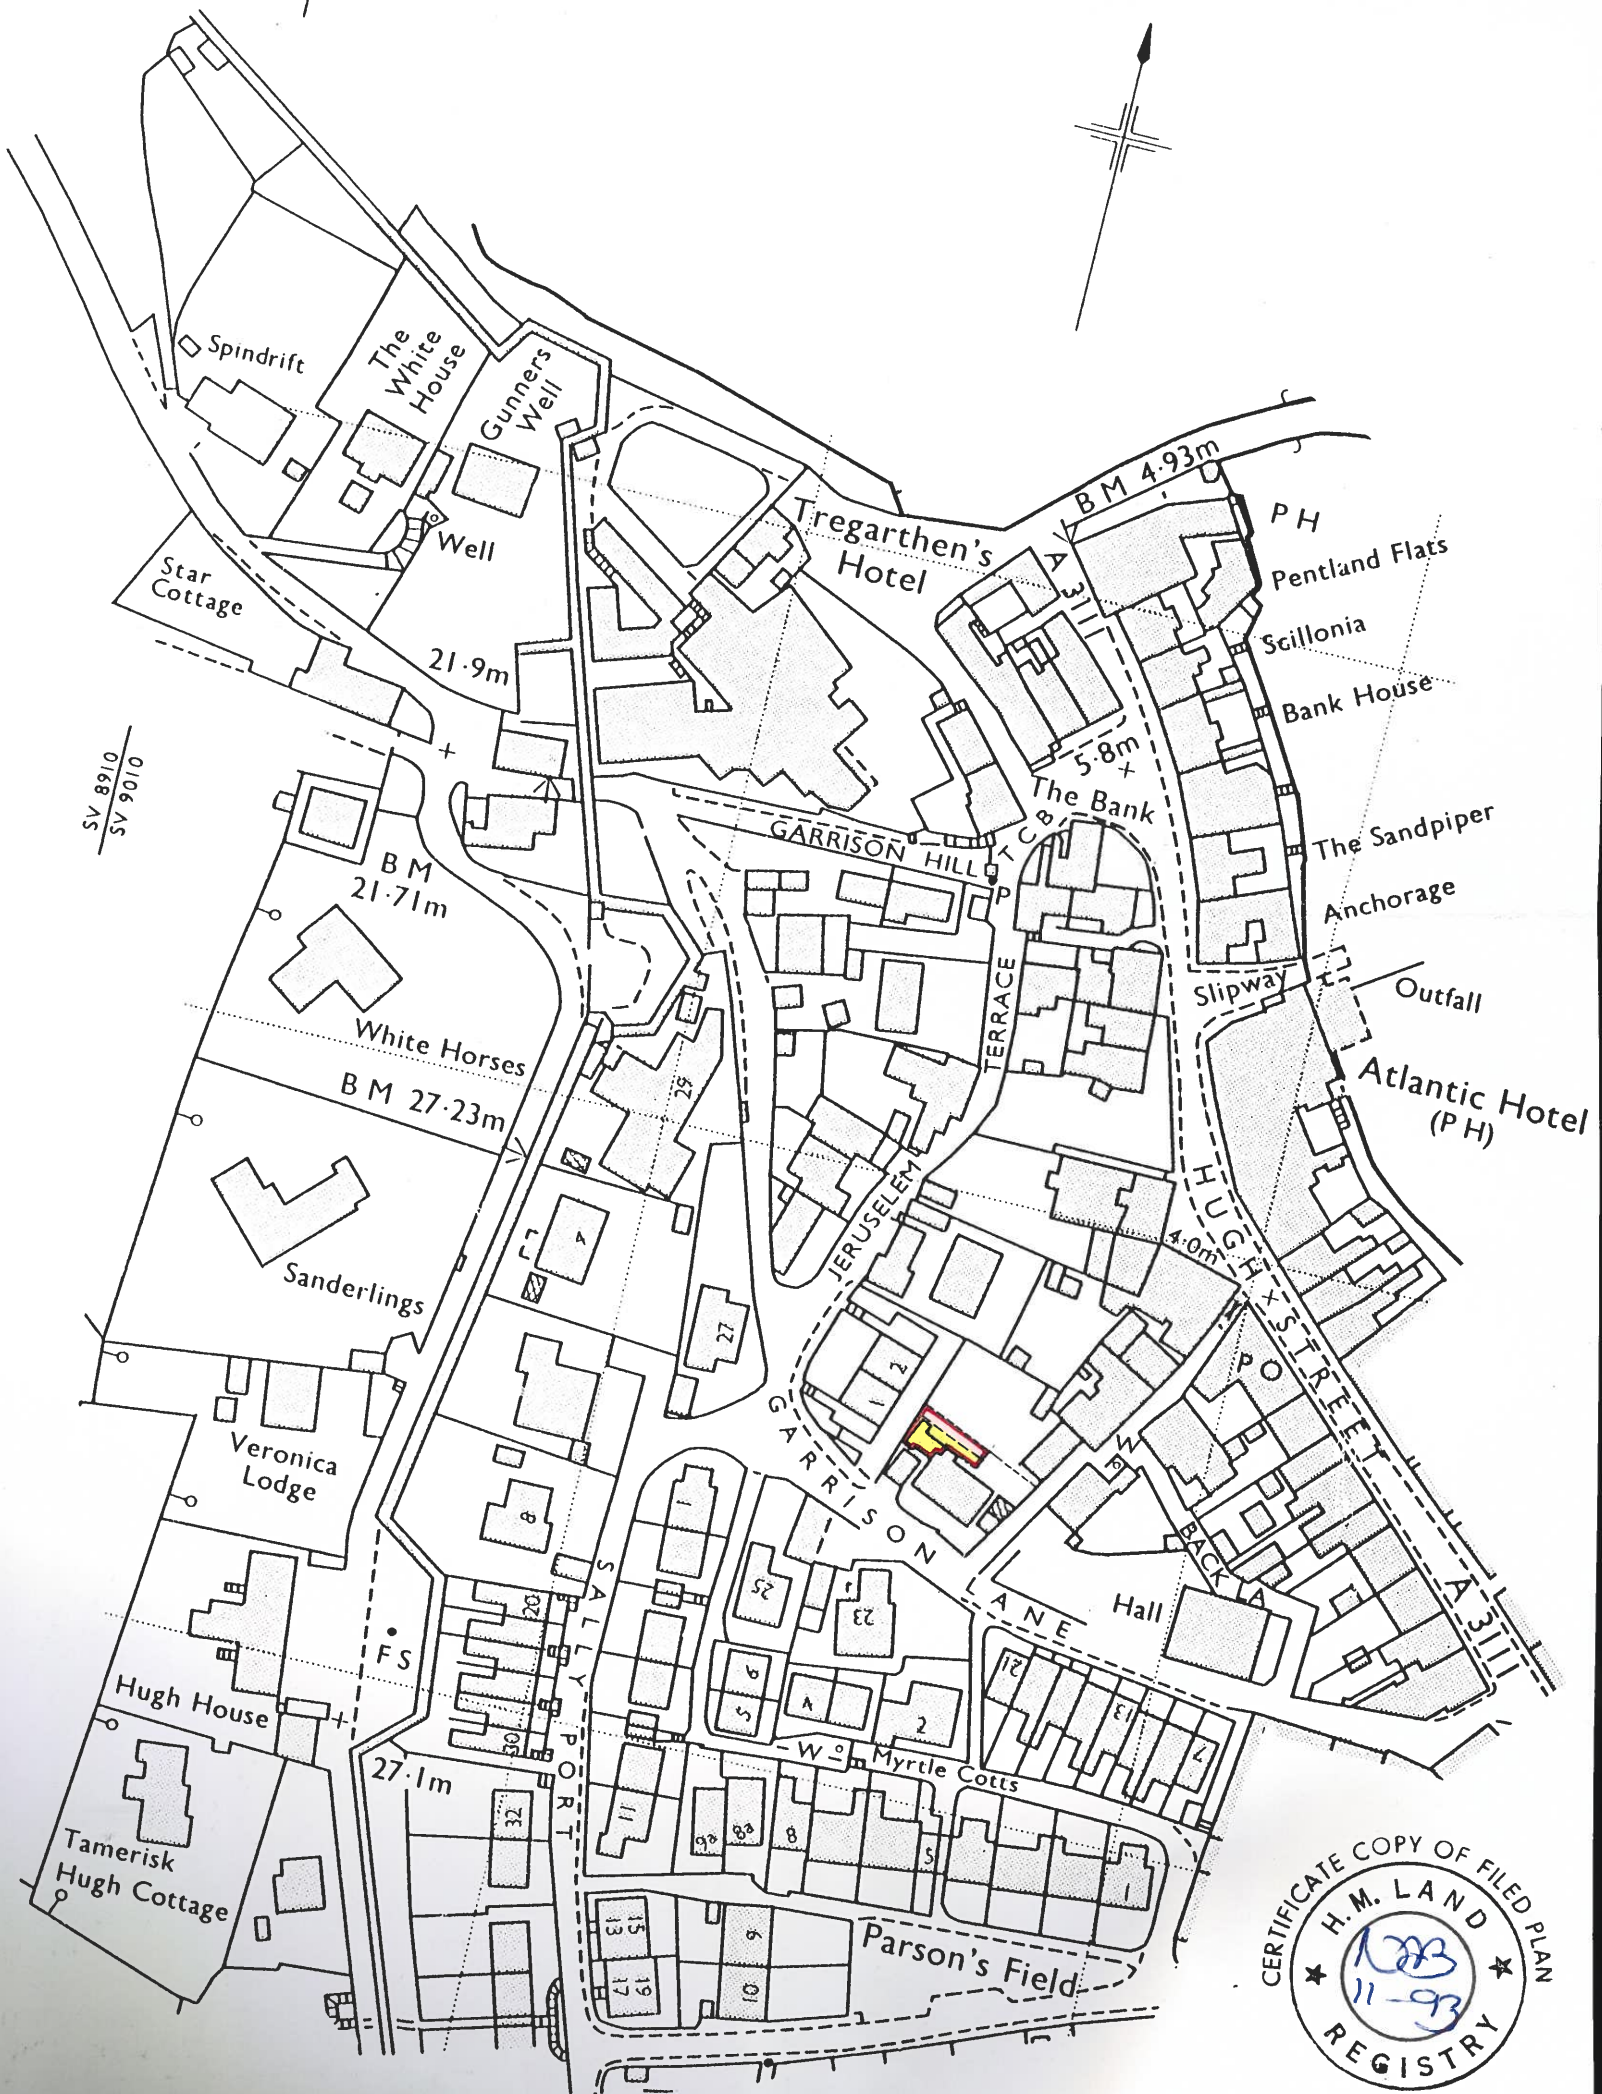 Spindrift
The
White
House
Gunners
Well
BM 4.93m
PH
Tregarthen's
Hotel
A 3111
Pentland Flats
Well
Star
Cottage
Scillonia
21.9m
Bank House
SV 8910
SV 9010
5.8m
The Bank
TCB
GARRISON HILL
The Sandpiper
P
BM
21.71m
Anchorage
Slipway
Outfall
White Horses
TERRACE
Atlantic Hotel
(PH)
29
BM 27.23m
JERUSELEM
HUGH STREET
4.0m
4
Sanderlings
27
PO
2
1
Veronica
Lodge
GARRISON LANE
W
8
1
BACK
SALLY PORT
25
23
Hall
A 3111
20
FS
21
6
5
4
2
13
7
Hugh House
30
W
Myrtle Cotts
27.1m
32
11
9a
8a
8
5
1
Tamerisk
Hugh Cottage
15
13
9
Parson's Field
17
19
10
CERTIFICATE COPY OF FILED PLAN
H.M. LAND
REGISTRY
11-93